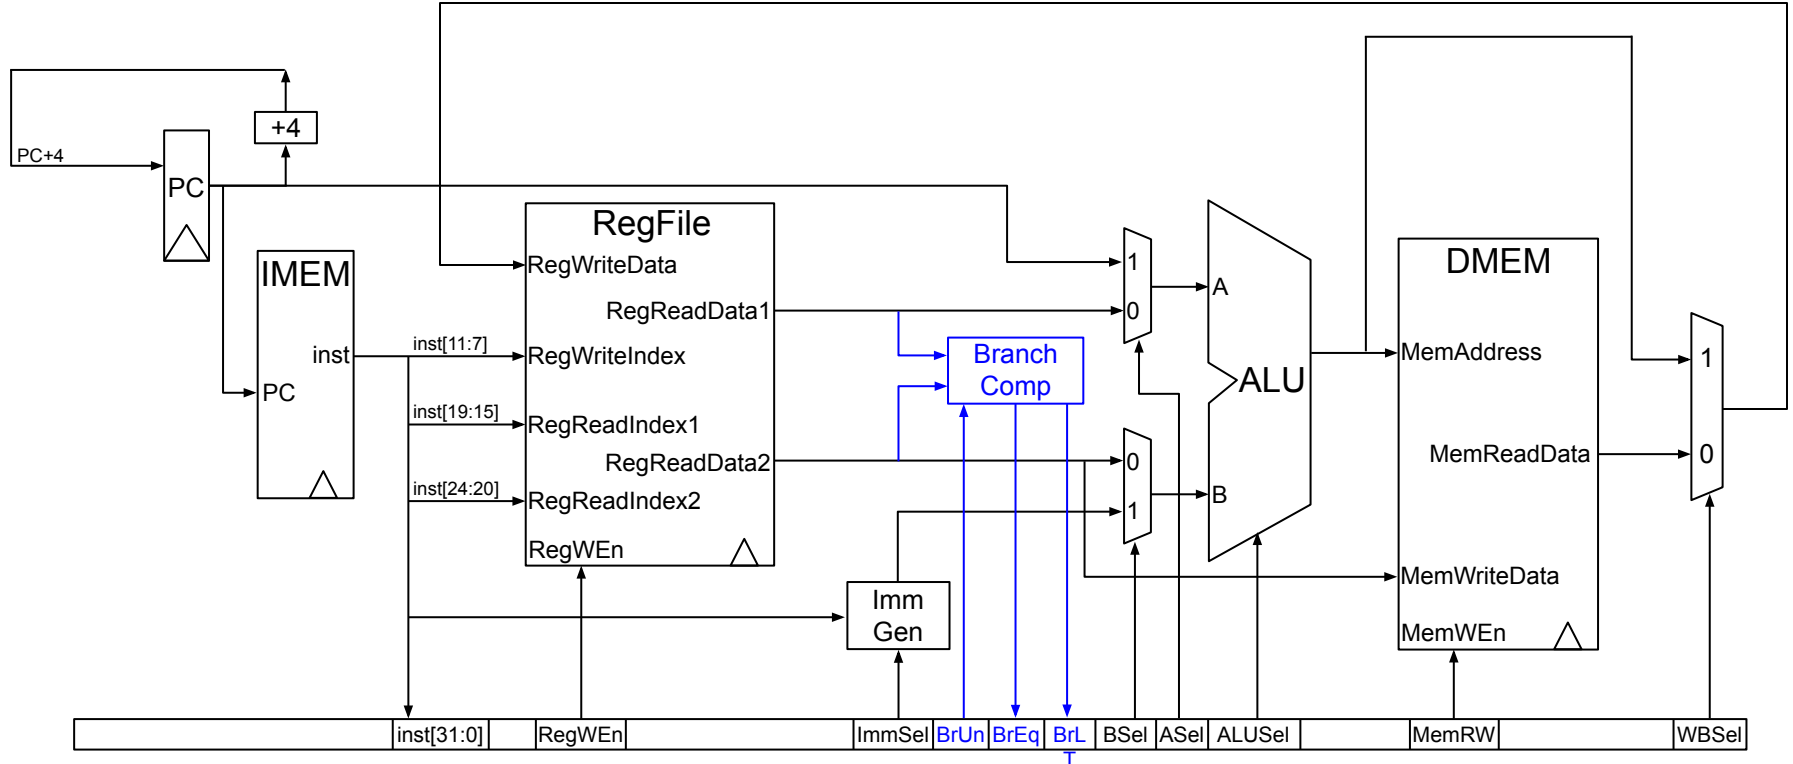 +4
PC+4
PC
RegFile
IMEM
DMEM
RegWriteData
1
A
RegReadData1
0
inst
inst[11:7]
RegWriteIndex
Branch
Comp
MemAddress
1
ALU
PC
inst[19:15]
RegReadIndex1
RegReadData2
0
MemReadData
0
inst[24:20]
RegReadIndex2
B
1
RegWEn
MemWriteData
Imm
Gen
MemWEn
inst[31:0]
RegWEn
ImmSel
BrUn
BrEq
BrL
T
BSel
ASel
ALUSel
MemRW
WBSel